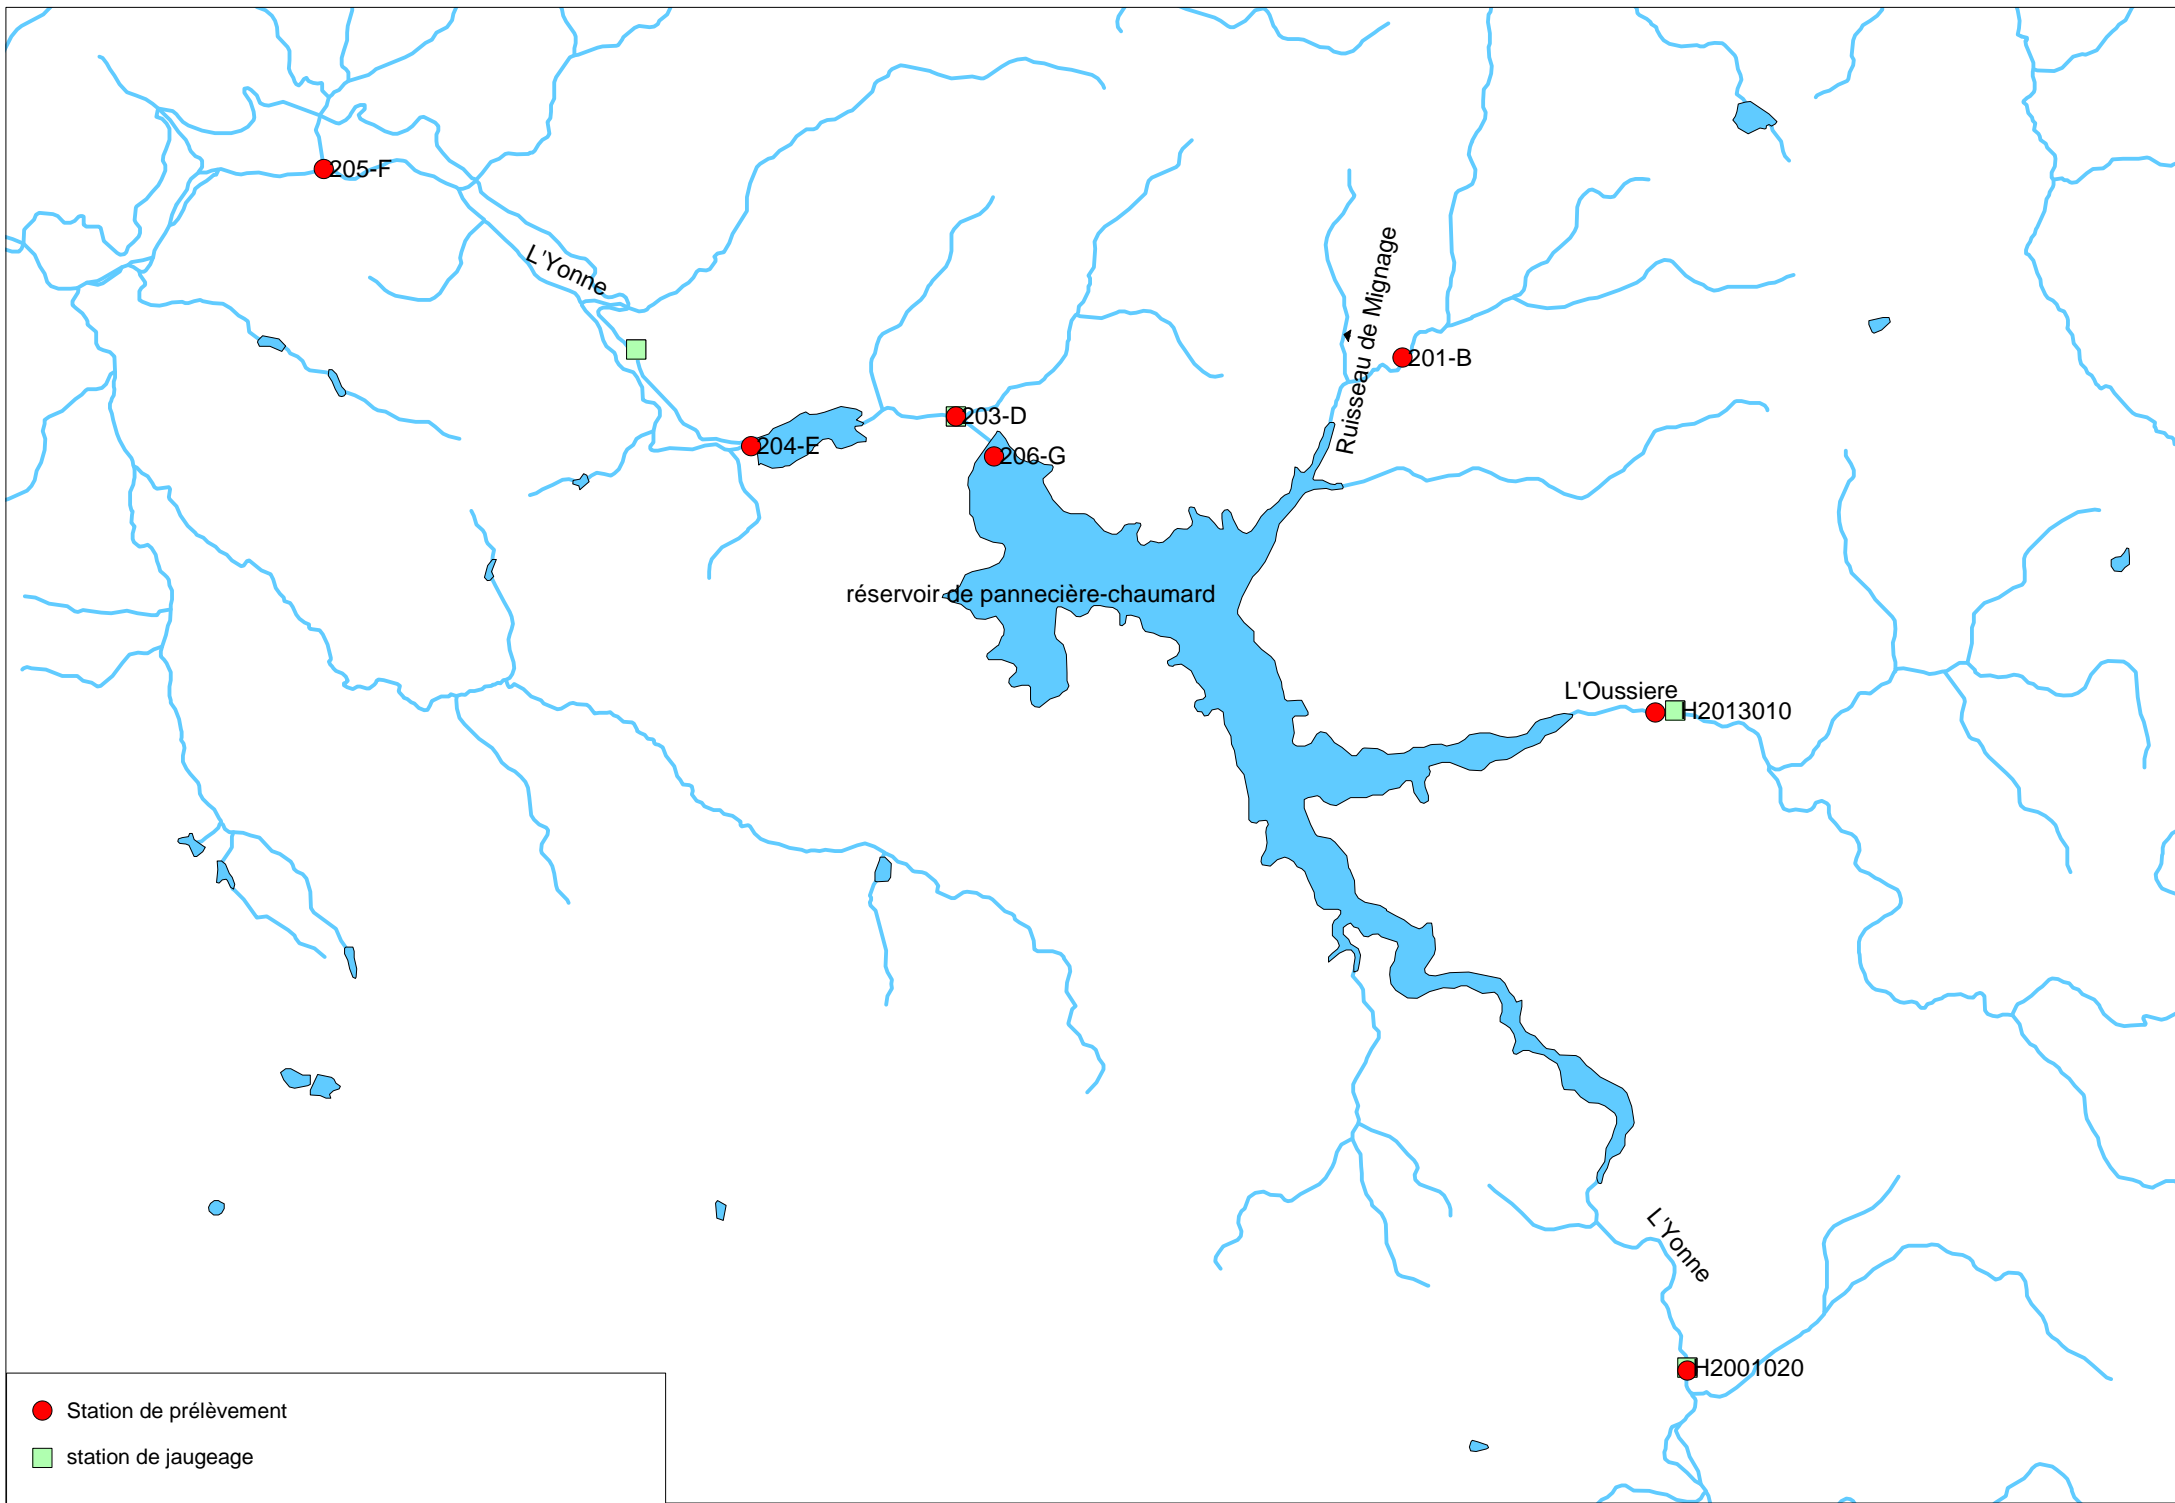 205-F
L'Yonne
Ruisseau de Mignage
201-B
203-D
204-E
206-G
réservoir de pannecière-chaumard
L'Oussiere
H2013010
L'Yonne
H2001020
Station de prélèvement
station de jaugeage